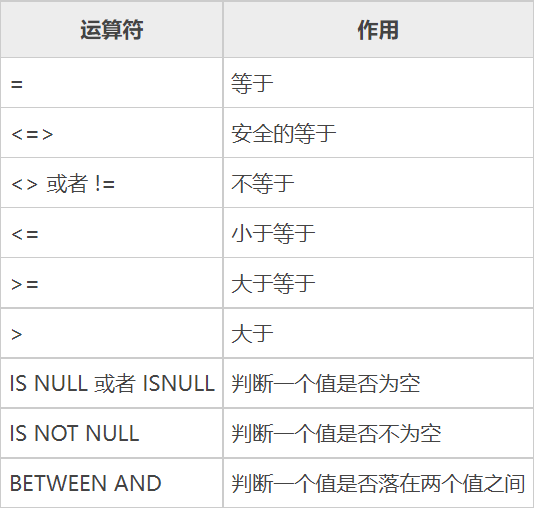 运算符 作用
= 等于
<=> 安全的等于
<> 或者 != 不等于
<= 小于等于
>= 大于等于
> 大于
IS NULL 或者 ISNULL 判断一个值是否为空
IS NOT NULL 判断一个值是否不为空
BETWEEN AND 判断一个值是否落在两个值之间